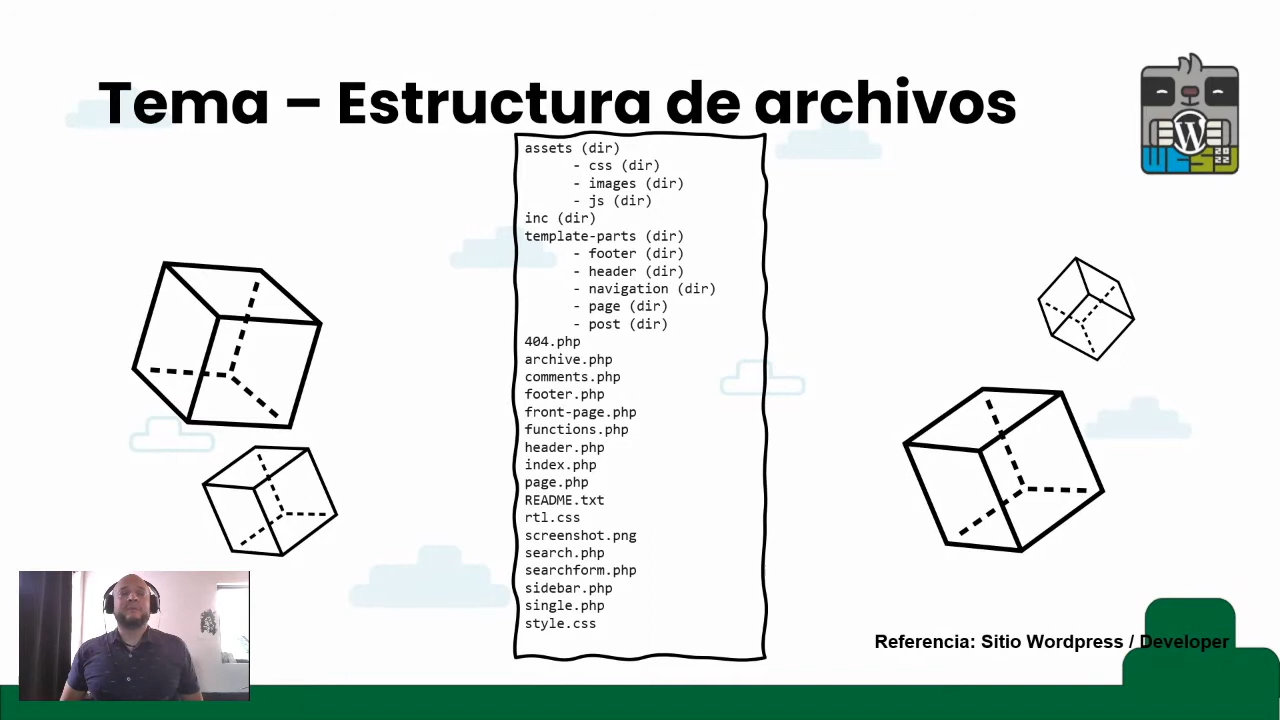 Tema – Estructura de archivos
assets (dir)
- css (dir)
- images (dir)
- js (dir)
inc (dir)
template-parts (dir)
- footer (dir)
- header (dir)
- navigation (dir)
- page (dir)
- post (dir)
404.php
archive.php
comments.php
footer.php
front-page.php
functions.php
header.php
index.php
page.php
README.txt
rtl.css
screenshot.png
search.php
searchform.php
sidebar.php
single.php
style.css
W
WCSJ
2022
Referencia: Sitio Wordpress / Developer